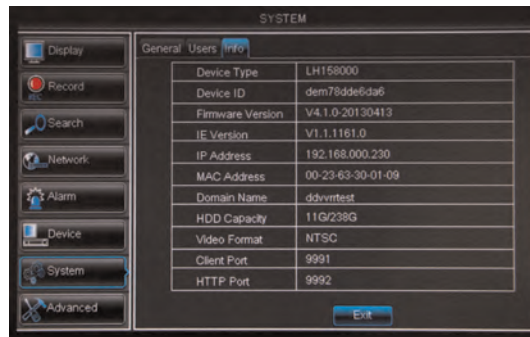 SYSTEM
Display
Record
REC
Search
Network
Alarm
Device
System
Advanced
General Users Info
Device Type LH158000
Device ID dem78dde6da6
Firmware Version V4.1.0-20130413
IE Version V1.1.1161.0
IP Address 192.168.000.230
MAC Address 00-23-63-30-01-09
Domain Name ddvvrrtest
HDD Capacity 11G/238G
Video Format NTSC
Client Port 9991
HTTP Port 9992
Exit